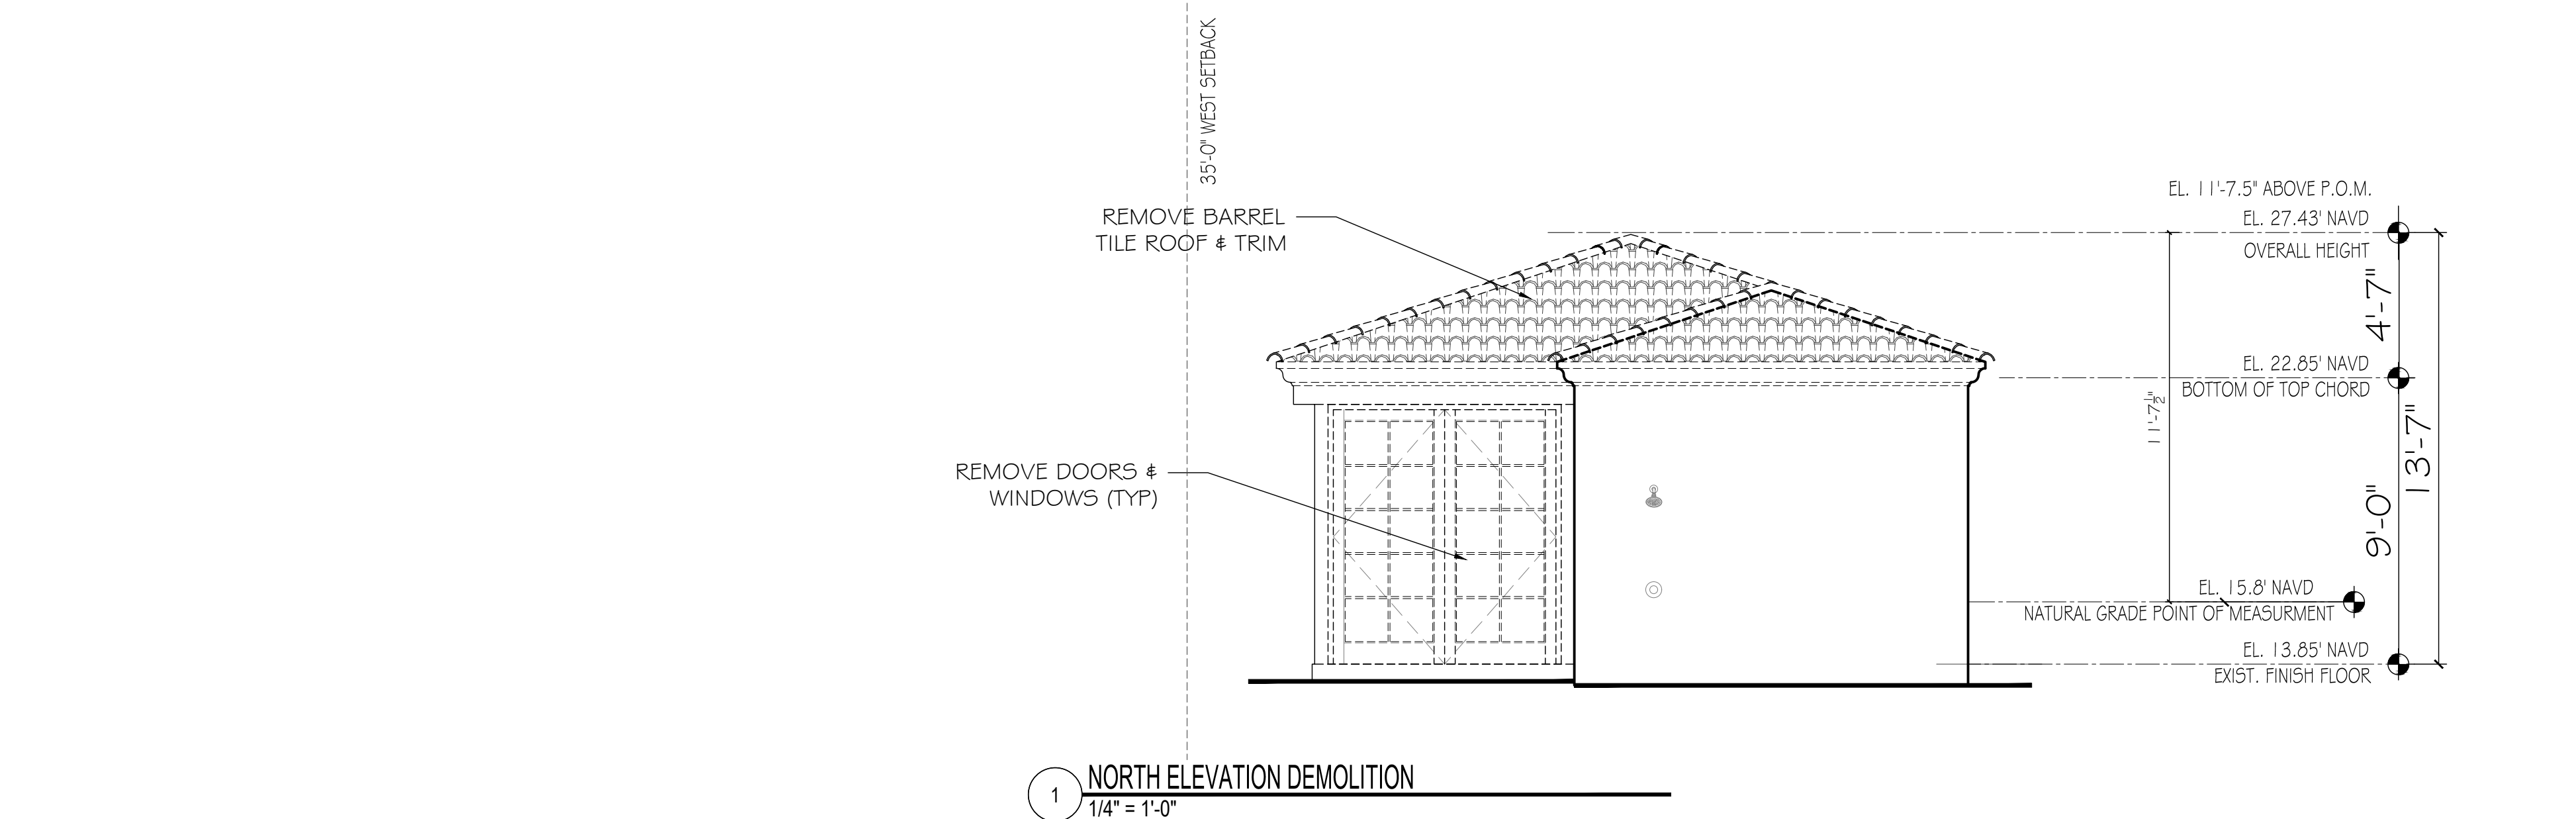 35'-0" WEST SETBACK
REMOVE BARREL
TILE ROOF & TRIM
REMOVE DOORS &
WINDOWS (TYP)
EL. 11'-7.5" ABOVE P.O.M.
EL. 27.43' NAVD
OVERALL HEIGHT
4'-7"
EL. 22.85' NAVD
BOTTOM OF TOP CHORD
11'-7½"
13'-7"
9'-0"
EL. 15.8' NAVD
NATURAL GRADE POINT OF MEASURMENT
EL. 13.85' NAVD
EXIST. FINISH FLOOR
1
NORTH ELEVATION DEMOLITION
1/4" = 1'-0"